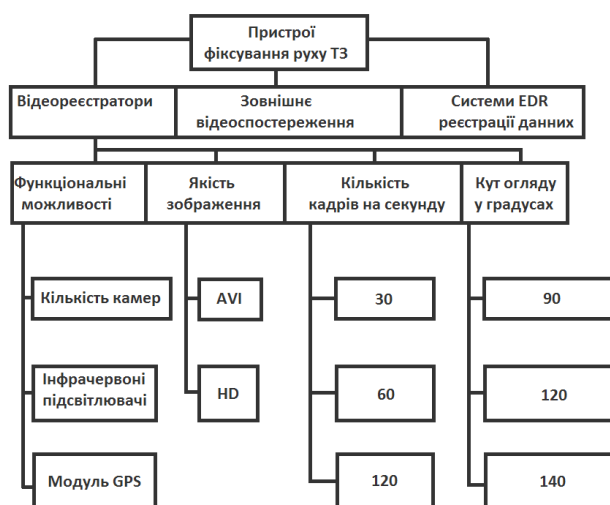 Пристрої
фіксування руху ТЗ
Відеореєстратори
Зовнішнє
відеоспостереження
Системи EDR
реєстрації данних
Функціональні
можливості
Якість
зображення
Кількість
кадрів на секунду
Кут огляду
у градусах
Кількість камер
AVI
30
90
Інфрачервоні
підсвітлювачі
HD
60
120
Модуль GPS
120
140